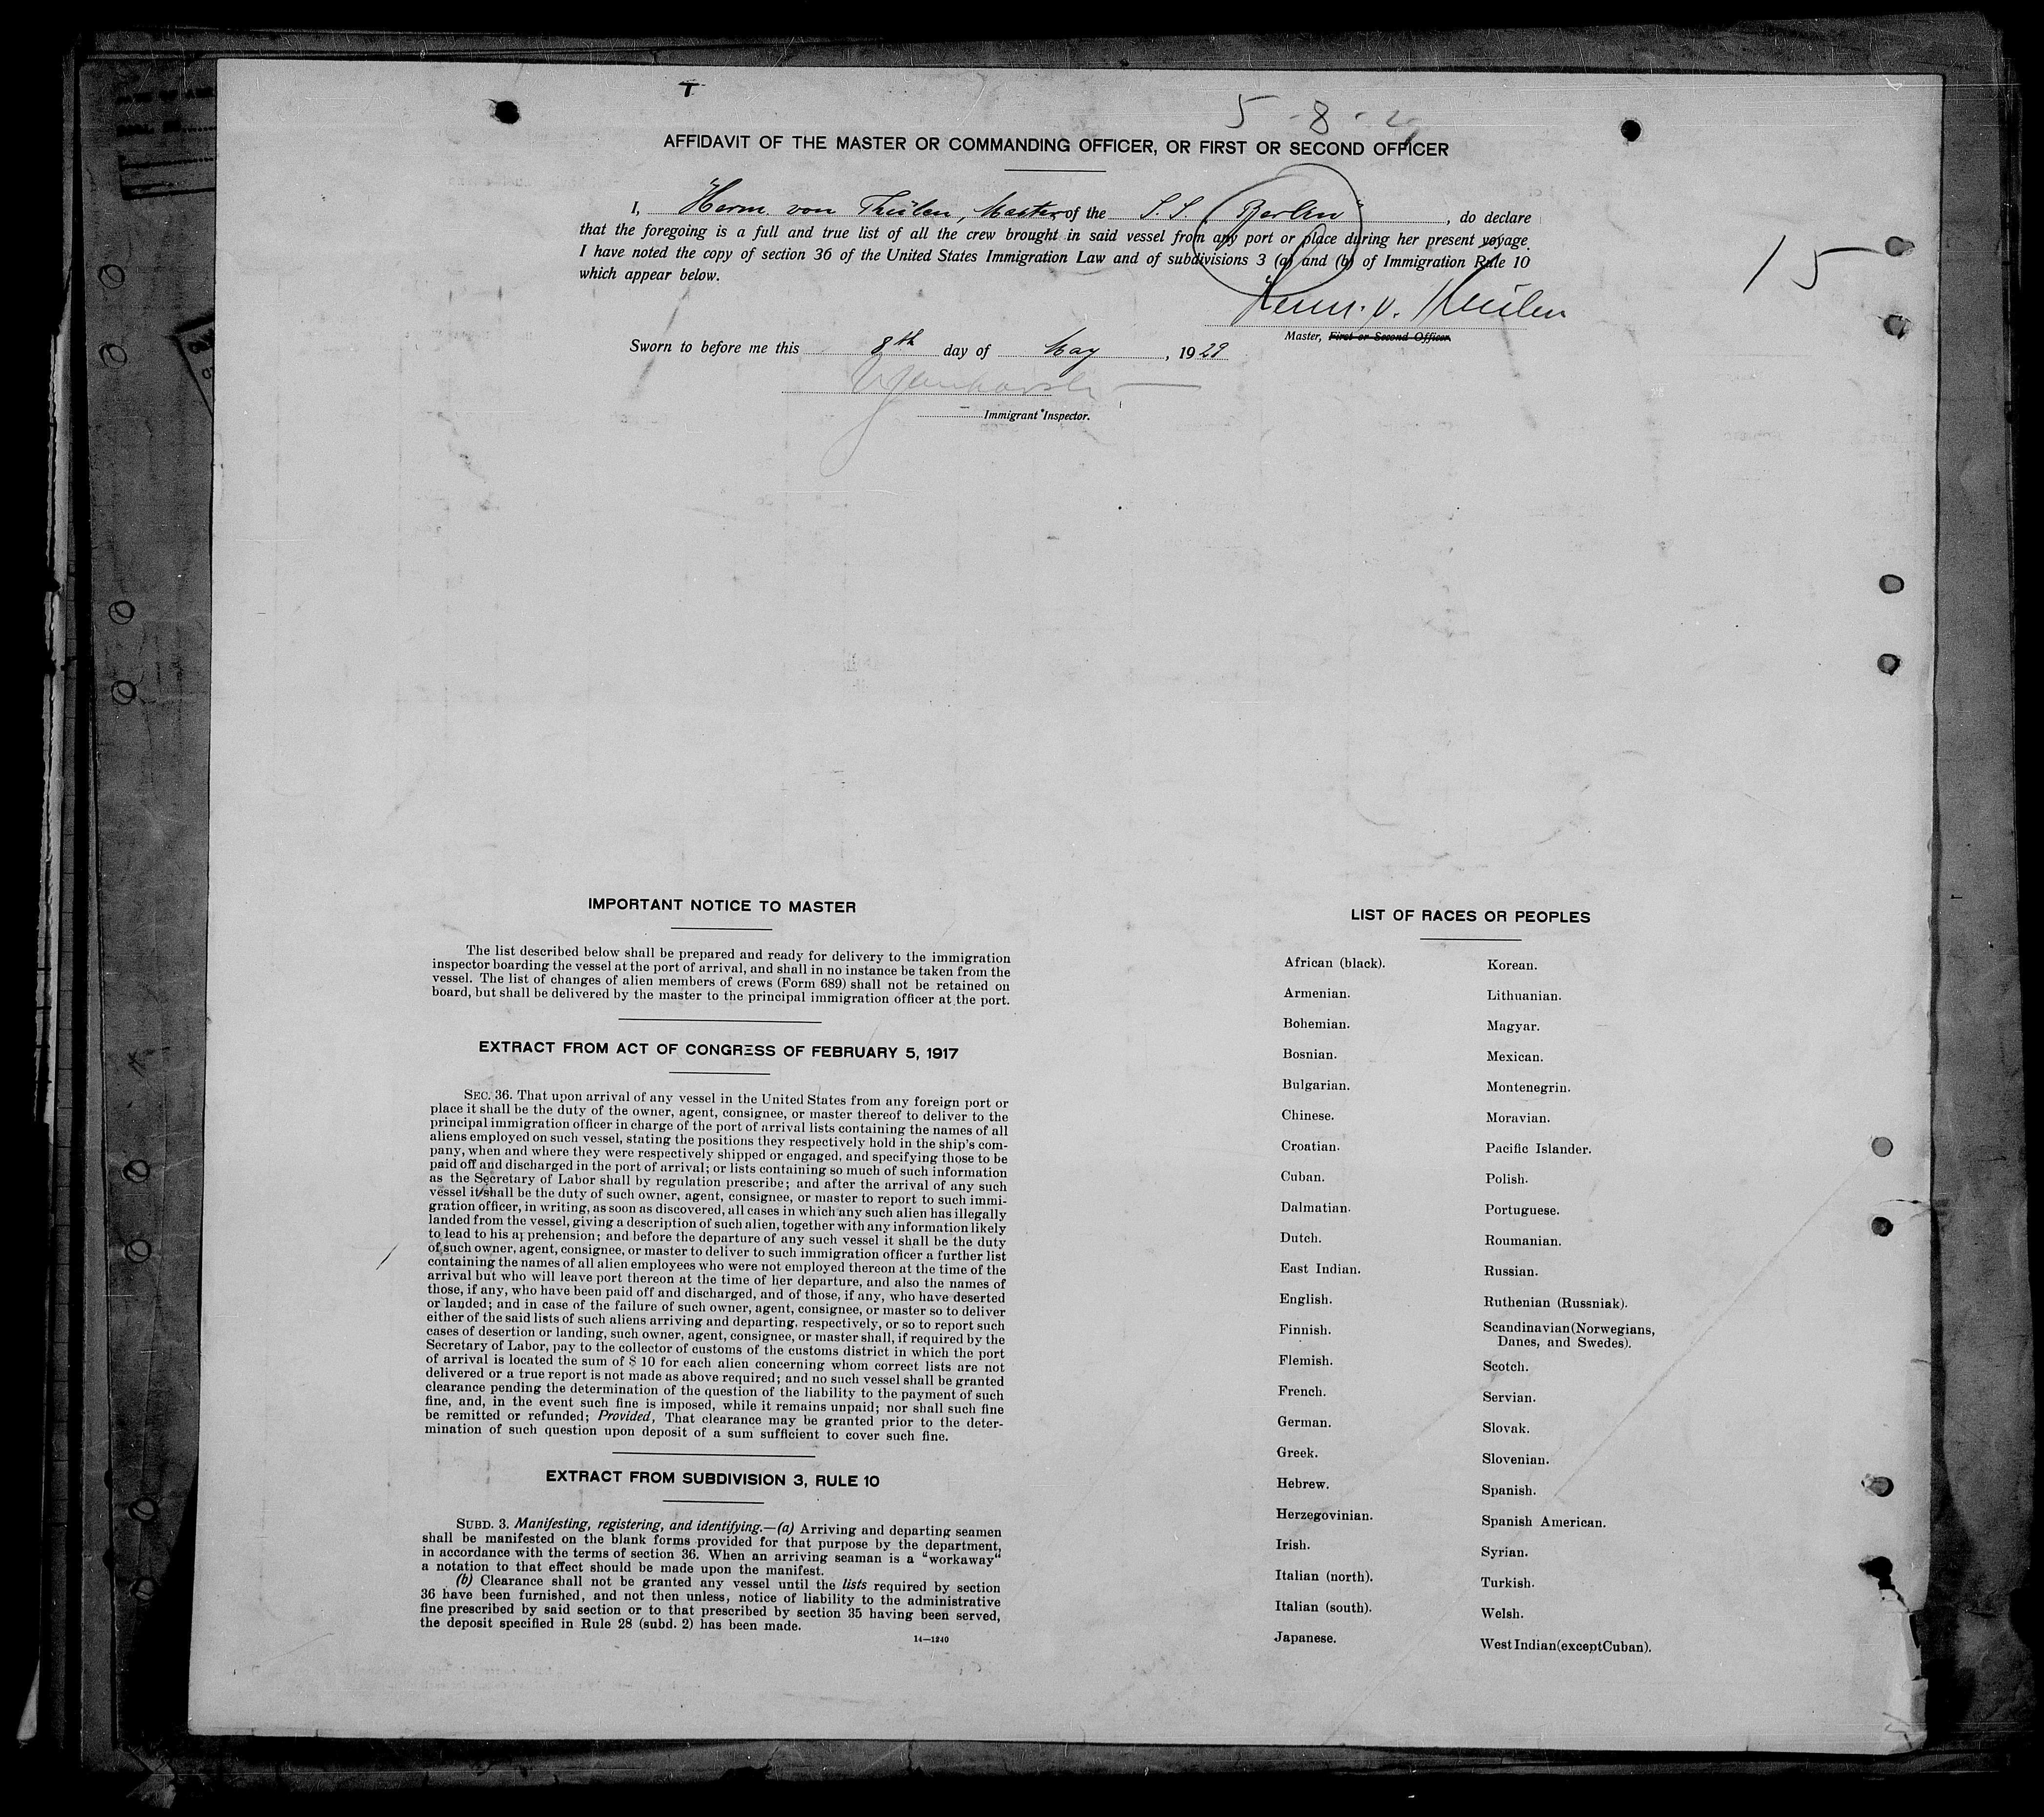 T
5-8-2
AFFIDAVIT OF THE MASTER OR COMMANDING OFFICER, OR FIRST OR SECOND OFFICER
I, Herm. von Thülen, Master of the S.S. "Berlin", do declare
that the foregoing is a full and true list of all the crew brought in said vessel from any port or place during her present voyage.
I have noted the copy of section 36 of the United States Immigration Law and of subdivisions 3 (a) and (b) of Immigration Rule 10
which appear below.
15
Herm. v. Thülen
Master, First or Second Officer.
Sworn to before me this 8th day of May, 1929
Immigrant Inspector.
IMPORTANT NOTICE TO MASTER
The list described below shall be prepared and ready for delivery to the immigration
inspector boarding the vessel at the port of arrival, and shall in no instance be taken from the
vessel. The list of changes of alien members of crews (Form 689) shall not be retained on
board, but shall be delivered by the master to the principal immigration officer at the port.
EXTRACT FROM ACT OF CONGRESS OF FEBRUARY 5, 1917
SEC. 36. That upon arrival of any vessel in the United States from any foreign port or
place it shall be the duty of the owner, agent, consignee, or master thereof to deliver to the
principal immigration officer in charge of the port of arrival lists containing the names of all
aliens employed on such vessel, stating the positions they respectively hold in the ship's com-
pany, when and where they were respectively shipped or engaged, and specifying those to be
paid off and discharged in the port of arrival; or lists containing so much of such information
as the Secretary of Labor shall by regulation prescribe; and after the arrival of any such
vessel it shall be the duty of such owner, agent, consignee, or master to report to such immi-
gration officer, in writing, as soon as discovered, all cases in which any such alien has illegally
landed from the vessel, giving a description of such alien, together with any information likely
to lead to his apprehension; and before the departure of any such vessel it shall be the duty
of such owner, agent, consignee, or master to deliver to such immigration officer a further list
containing the names of all alien employees who were not employed thereon at the time of the
arrival but who will leave port thereon at the time of her departure, and also the names of
those, if any, who have been paid off and discharged, and of those, if any, who have deserted
or landed; and in case of the failure of such owner, agent, consignee, or master so to deliver
either of the said lists of such aliens arriving and departing, respectively, or so to report such
cases of desertion or landing, such owner, agent, consignee, or master shall, if required by the
Secretary of Labor, pay to the collector of customs of the customs district in which the port
of arrival is located the sum of $ 10 for each alien concerning whom correct lists are not
delivered or a true report is not made as above required; and no such vessel shall be granted
clearance pending the determination of the question of the liability to the payment of such
fine, and, in the event such fine is imposed, while it remains unpaid; nor shall such fine
be remitted or refunded; Provided, That clearance may be granted prior to the deter-
mination of such question upon deposit of a sum sufficient to cover such fine.
EXTRACT FROM SUBDIVISION 3, RULE 10
SUBD. 3. Manifesting, registering, and identifying.—(a) Arriving and departing seamen
shall be manifested on the blank forms provided for that purpose by the department,
in accordance with the terms of section 36. When an arriving seaman is a "workaway"
a notation to that effect should be made upon the manifest.
(b) Clearance shall not be granted any vessel until the lists required by section
36 have been furnished, and not then unless, notice of liability to the administrative
fine prescribed by said section or to that prescribed by section 35 having been served,
the deposit specified in Rule 28 (subd. 2) has been made.
14—1240
LIST OF RACES OR PEOPLES
African (black).
Armenian.
Bohemian.
Bosnian.
Bulgarian.
Chinese.
Croatian.
Cuban.
Dalmatian.
Dutch.
East Indian.
English.
Finnish.
Flemish.
French.
German.
Greek.
Hebrew.
Herzegovinian.
Irish.
Italian (north).
Italian (south).
Japanese.
Korean.
Lithuanian.
Magyar.
Mexican.
Montenegrin.
Moravian.
Pacific Islander.
Polish.
Portuguese.
Roumanian.
Russian.
Ruthenian (Russniak).
Scandinavian(Norwegians,
Danes, and Swedes).
Scotch.
Servian.
Slovak.
Slovenian.
Spanish.
Spanish American.
Syrian.
Turkish.
Welsh.
West Indian(exceptCuban).